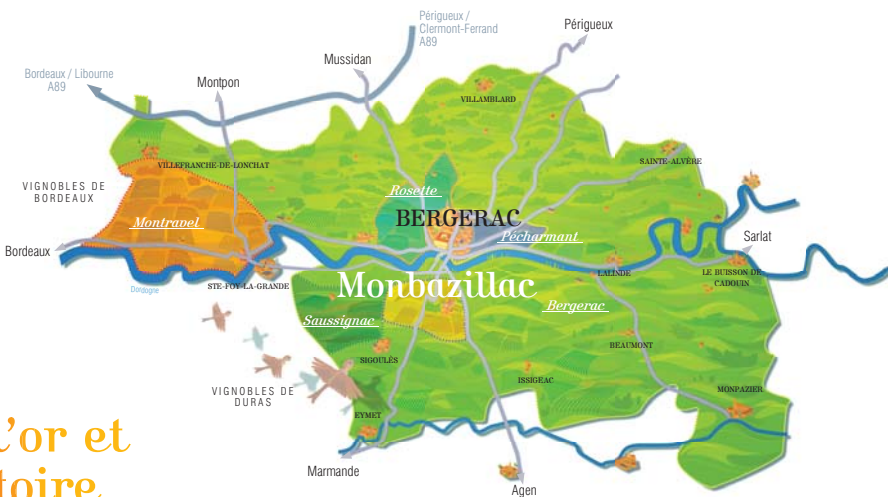 Périgueux /
Clermont-Ferrand
A89
Périgueux
Mussidan
Bordeaux / Libourne
A89
Montpon
VILLAMBLARD
SAINTE-ALVÈRE
VILLEFRANCHE-DE-LONCHAT
VIGNOBLES DE
BORDEAUX
Rosette
Montravel
BERGERAC
Pécharmant
Sarlat
Bordeaux
LALINDE
LE BUISSON DE
CADOUIN
Dordogne
STE-FOY-LA-GRANDE
Monbazillac
Bergerac
Saussignac
BEAUMONT
SIGOULÈS
ISSIGEAC
VIGNOBLES DE
DURAS
MONPAZIER
EYMET
l'or et
toire
Marmande
Agen